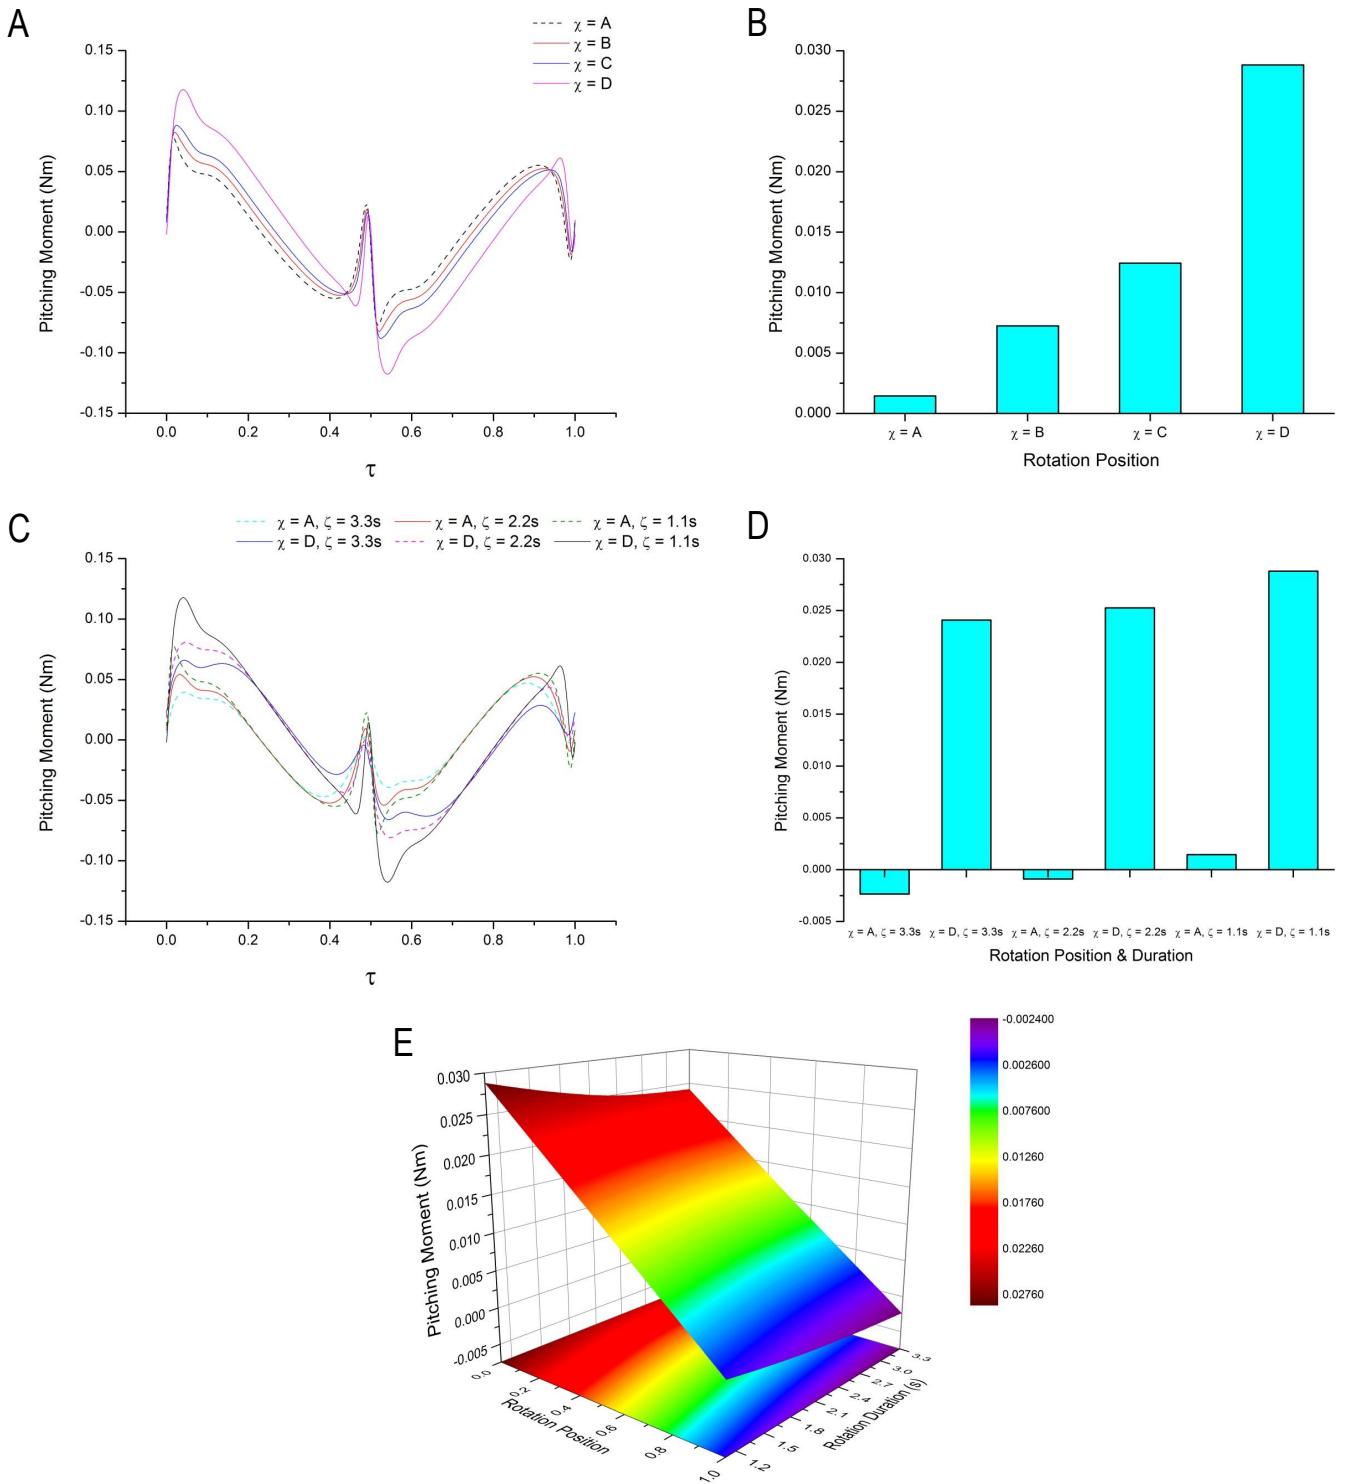 A
χ = A
χ = B
χ = C
χ = D
0.15
0.10
0.05
0.00
-0.05
-0.10
-0.15
Pitching Moment (Nm)
0.0 0.2 0.4 0.6 0.8 1.0
τ
B
0.030
0.025
0.020
0.015
0.010
0.005
0.000
Pitching Moment (Nm)
χ = A χ = B χ = C χ = D
Rotation Position
C
χ = A, ζ = 3.3s χ = A, ζ = 2.2s χ = A, ζ = 1.1s
χ = D, ζ = 3.3s χ = D, ζ = 2.2s χ = D, ζ = 1.1s
0.15
0.10
0.05
0.00
-0.05
-0.10
-0.15
Pitching Moment (Nm)
0.0 0.2 0.4 0.6 0.8 1.0
τ
D
0.030
0.025
0.020
0.015
0.010
0.005
0.000
-0.005
Pitching Moment (Nm)
χ = A, ζ = 3.3s χ = D, ζ = 3.3s χ = A, ζ = 2.2s χ = D, ζ = 2.2s χ = A, ζ = 1.1s χ = D, ζ = 1.1s
Rotation Position & Duration
E
0.030
0.025
0.020
0.015
0.010
0.005
0.000
-0.005
Pitching Moment (Nm)
0.0 0.2 0.4 0.6 0.8 1.0
Rotation Position
1.2 1.5 1.8 2.1 2.4 2.7 3.0 3.3
Rotation Duration (s)
-0.002400
0.002600
0.007600
0.01260
0.01760
0.02260
0.02760